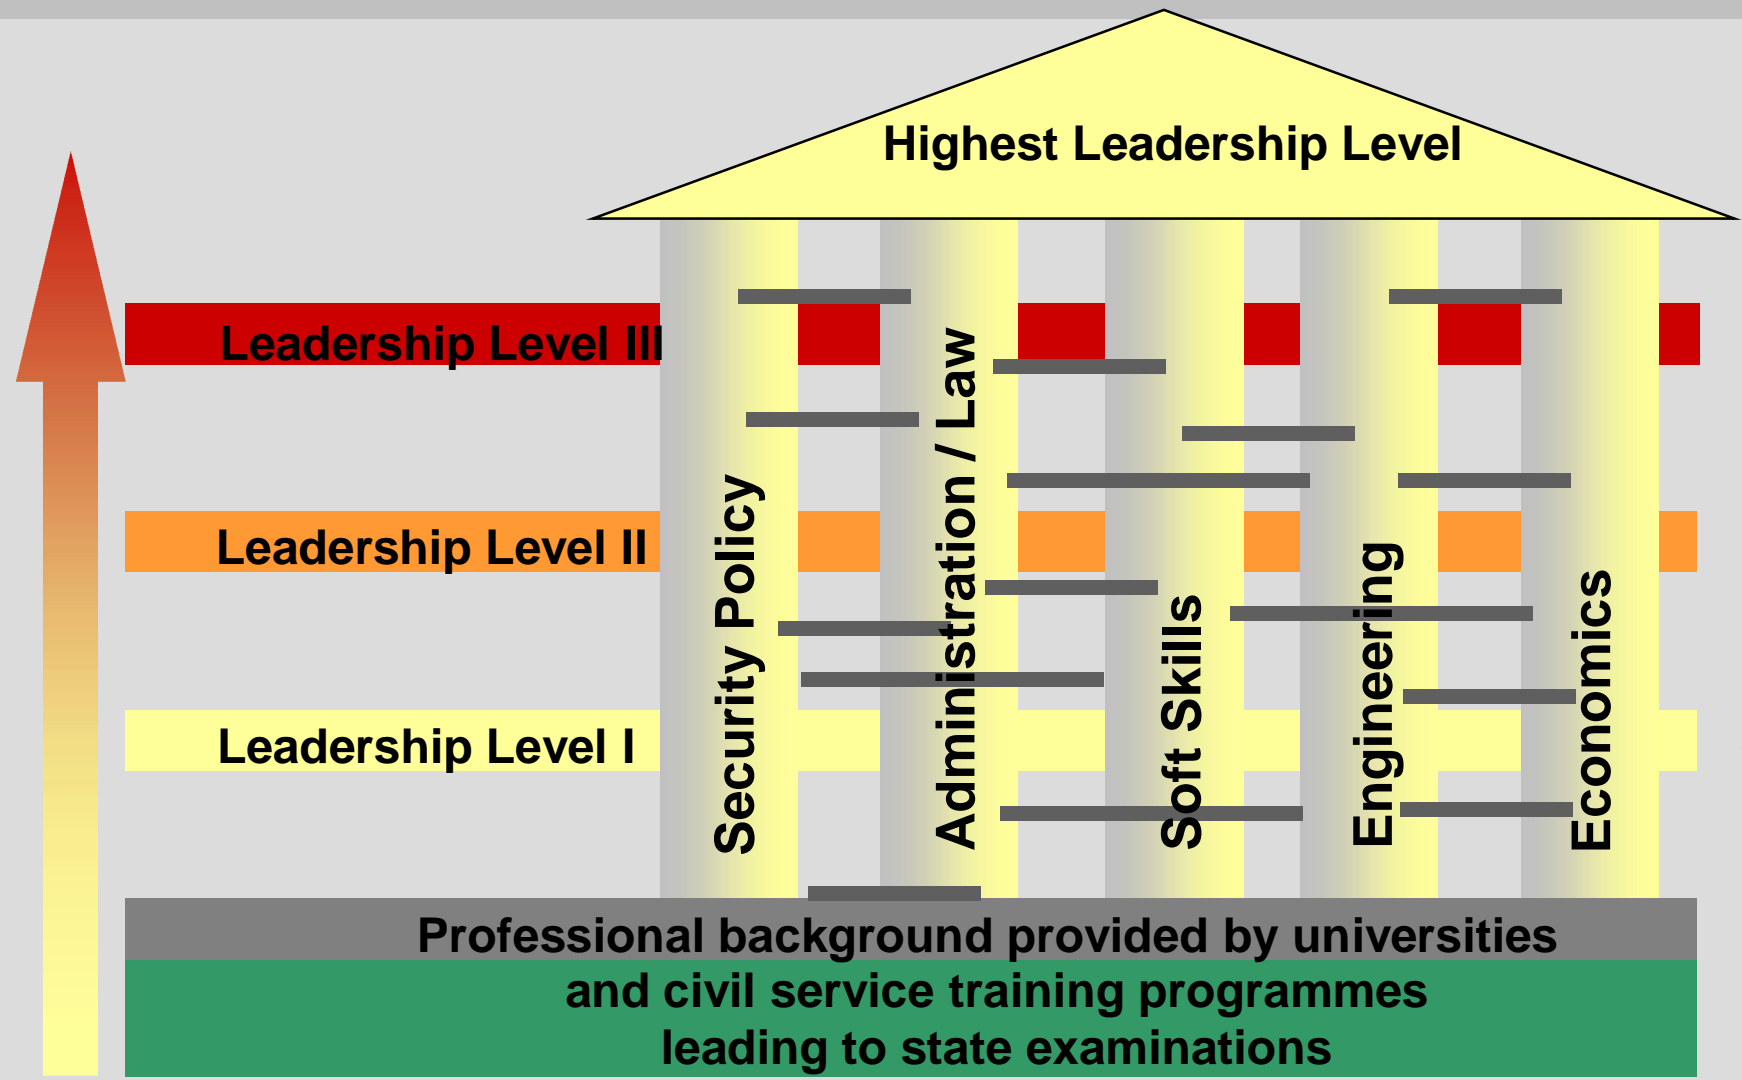 Highest Leadership Level
Leadership Level III
Leadership Level II
Leadership Level I
Security Policy
Administration / Law
Soft Skills
Engineering
Economics
Professional background provided by universities
and civil service training programmes
leading to state examinations